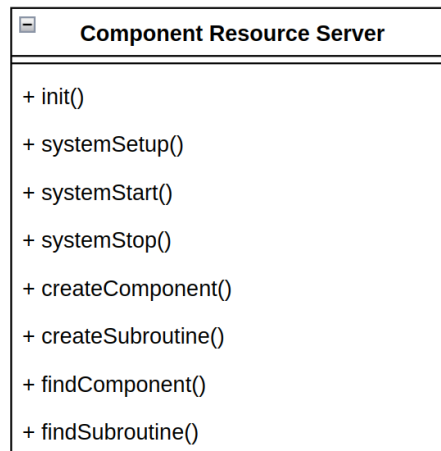 Component Resource Server
+ init()
+ systemSetup()
+ systemStart()
+ systemStop()
+ createComponent()
+ createSubroutine()
+ findComponent()
+ findSubroutine()